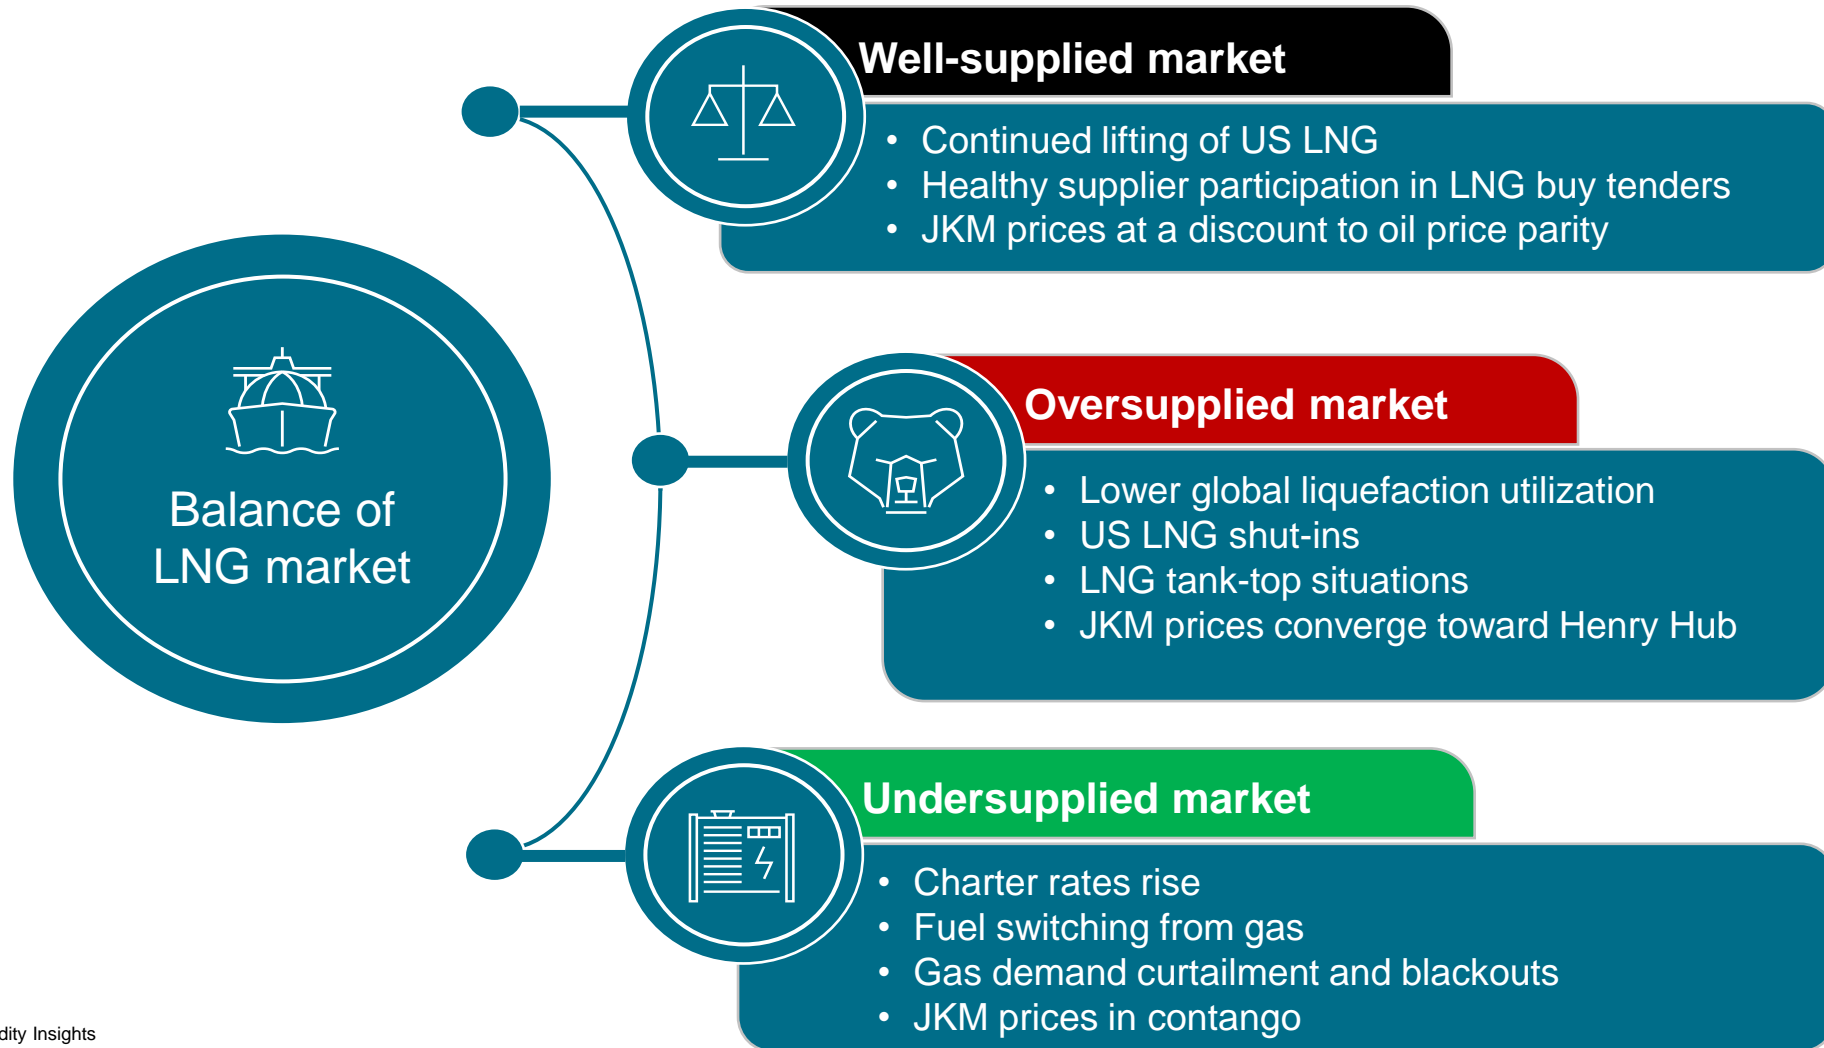 Balance of
LNG market
Well-supplied market
• Continued lifting of US LNG
• Healthy supplier participation in LNG buy tenders
• JKM prices at a discount to oil price parity
Oversupplied market
• Lower global liquefaction utilization
• US LNG shut-ins
• LNG tank-top situations
• JKM prices converge toward Henry Hub
Undersupplied market
• Charter rates rise
• Fuel switching from gas
• Gas demand curtailment and blackouts
• JKM prices in contango
Insights